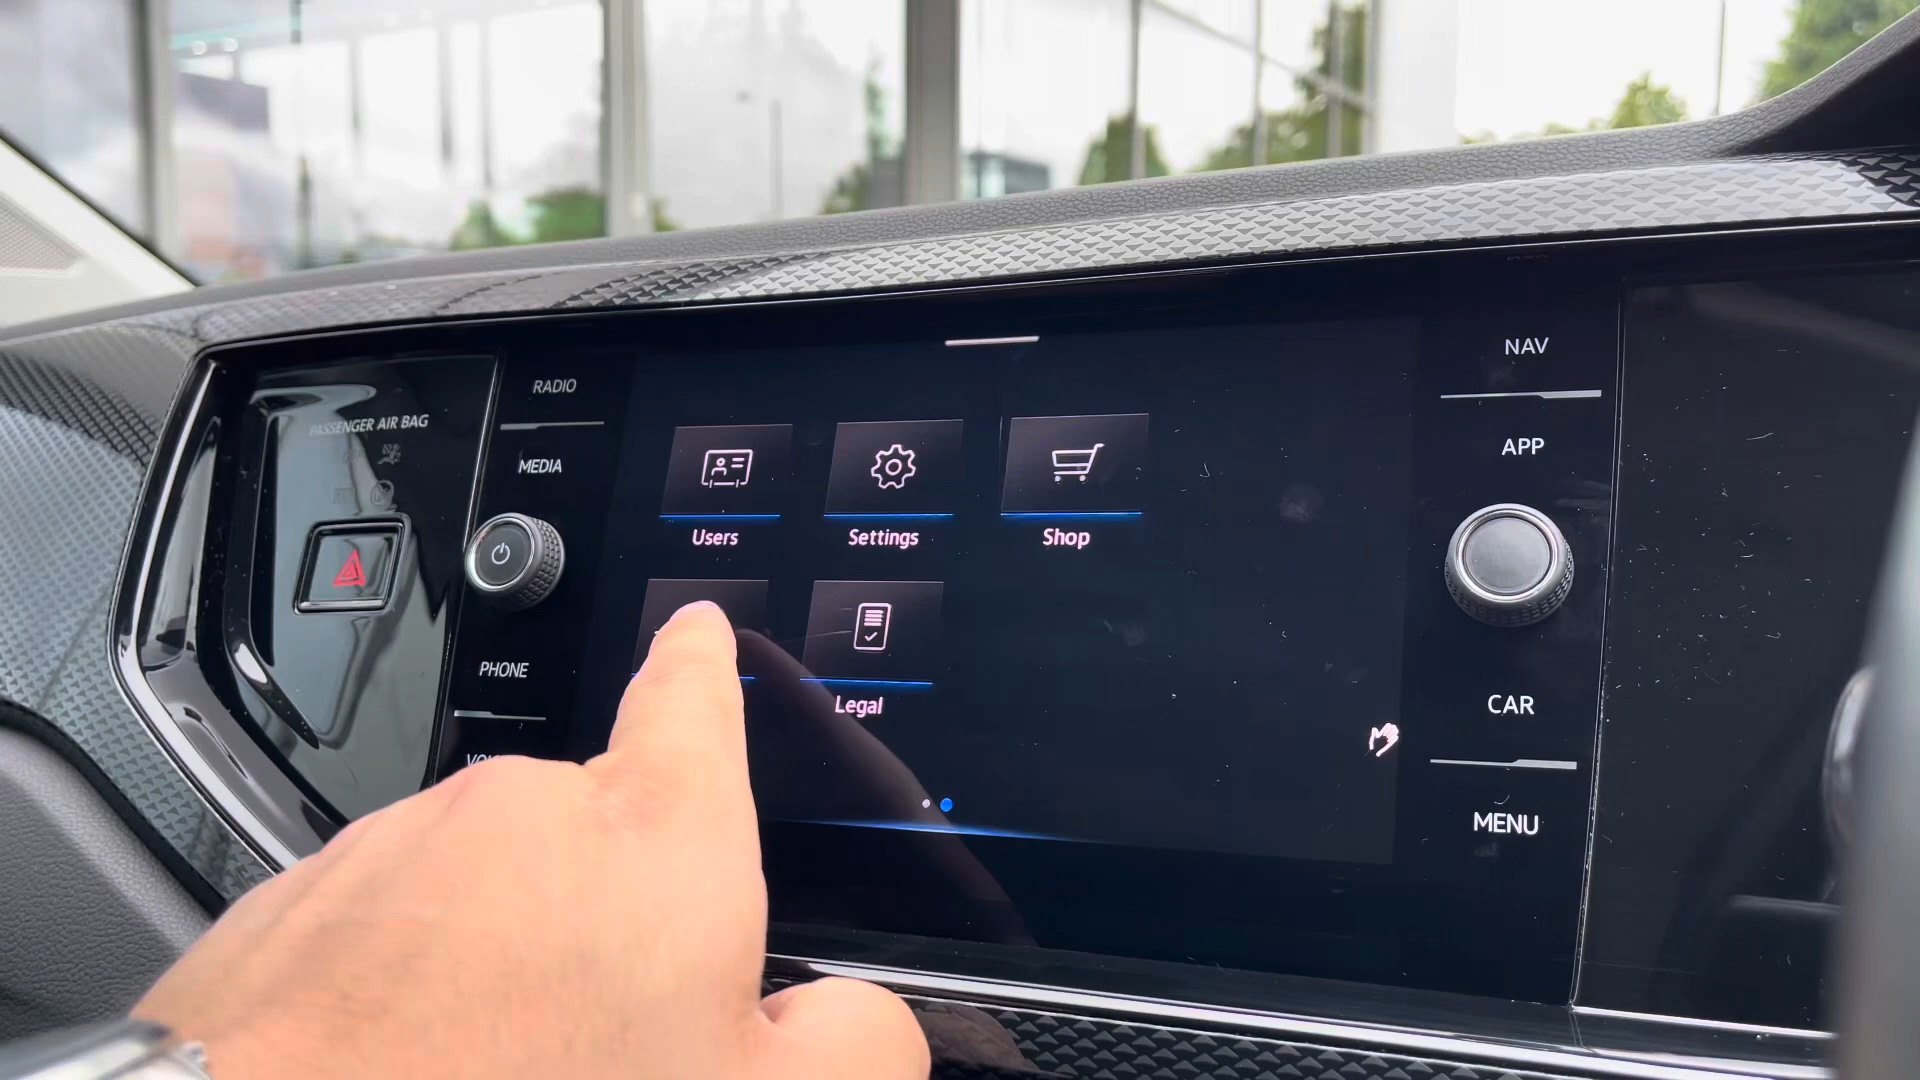 PASSENGER AIR BAG
RADIO
MEDIA
PHONE
Users
Settings
Shop
Legal
NAV
APP
CAR
MENU